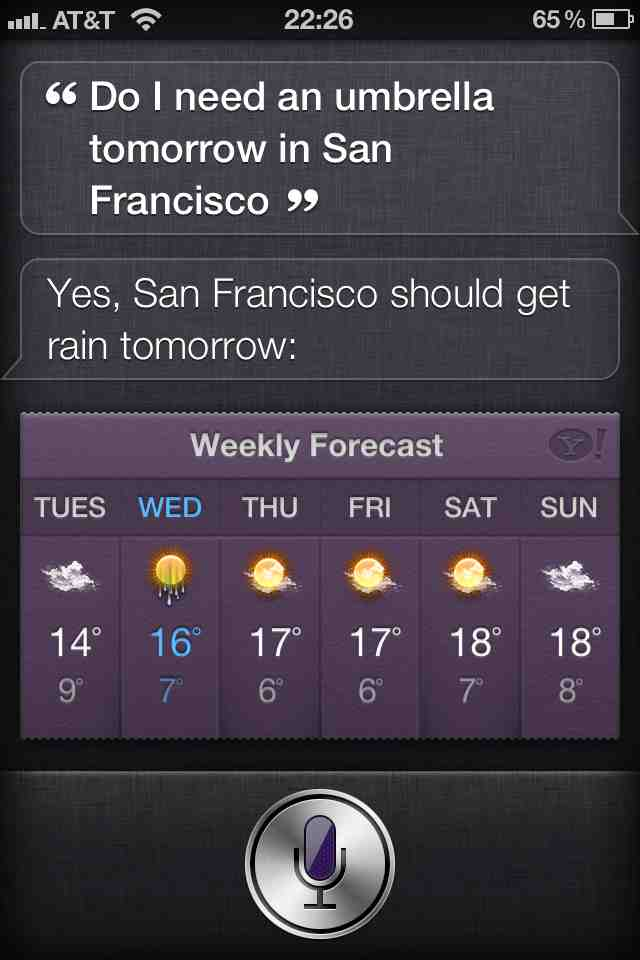 AT&T 22:26 65%
“ Do I need an umbrella
tomorrow in San
Francisco ”
Yes, San Francisco should get
rain tomorrow:
Weekly Forecast Y!
TUES WED THU FRI SAT SUN
14° 16° 17° 17° 18° 18°
9° 7° 6° 6° 7° 8°